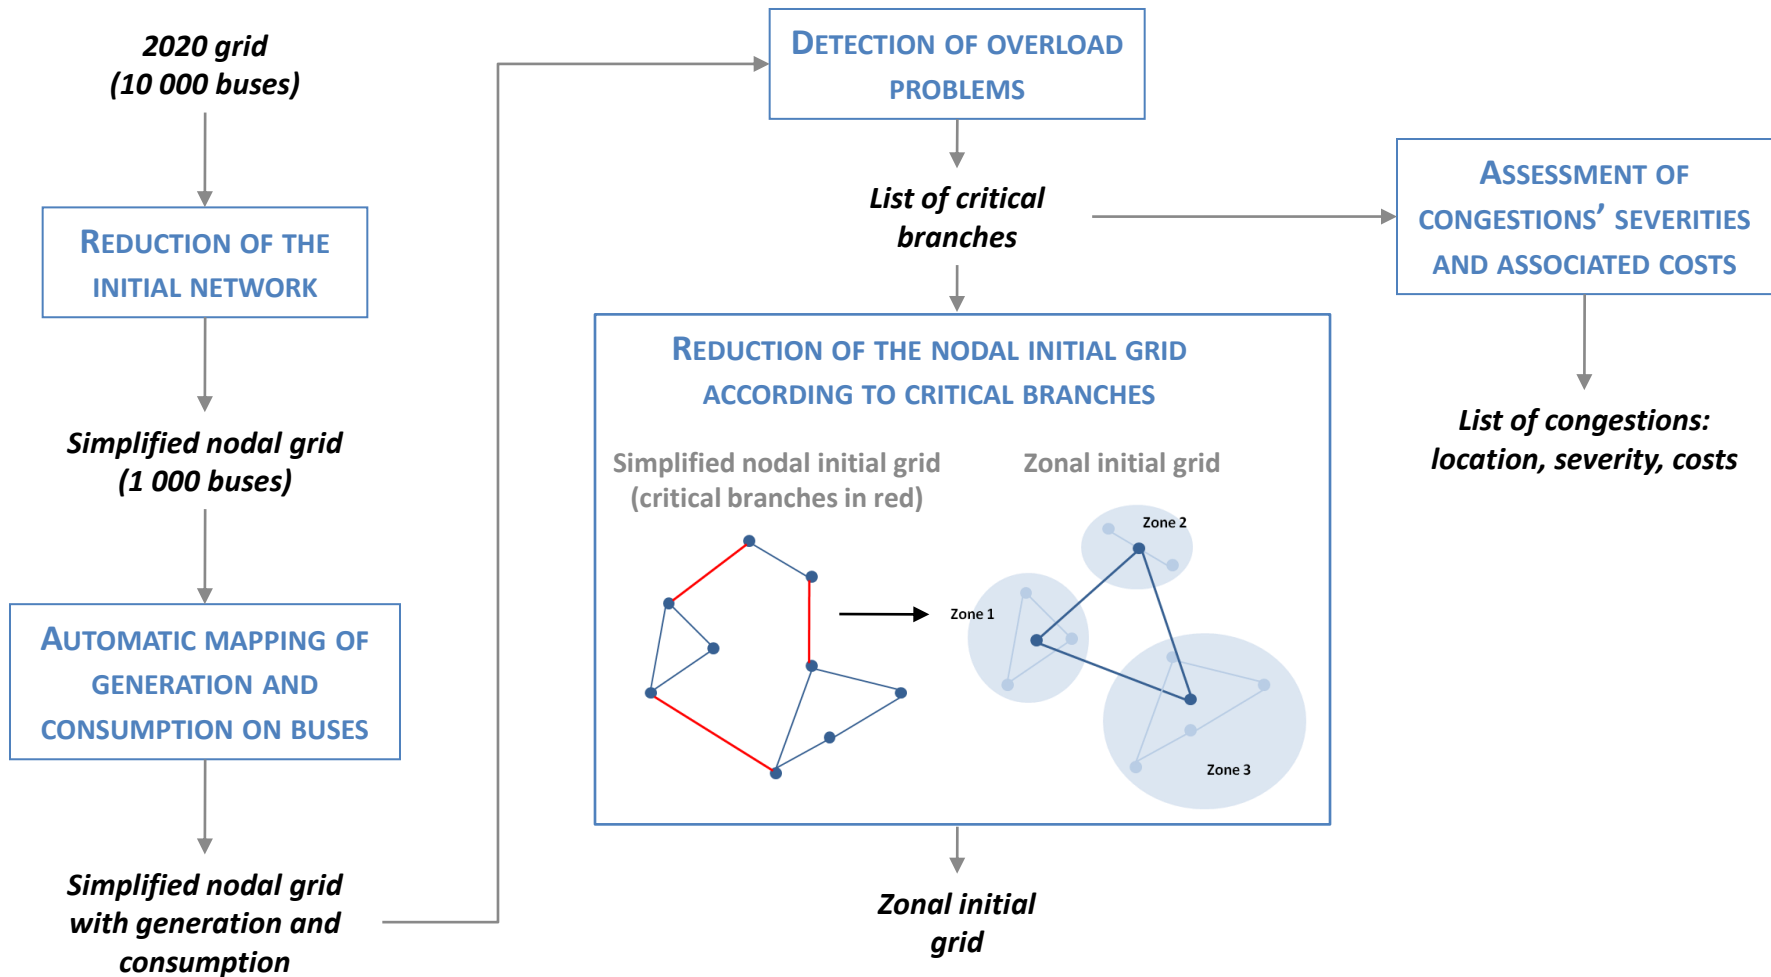 2020 grid
(10 000 buses)
REDUCTION OF THE
INITIAL NETWORK
Simplified nodal grid
(1 000 buses)
AUTOMATIC MAPPING OF
GENERATION AND
CONSUMPTION ON BUSES
Simplified nodal grid
with generation and
consumption
DETECTION OF OVERLOAD
PROBLEMS
List of critical
branches
REDUCTION OF THE NODAL INITIAL GRID
ACCORDING TO CRITICAL BRANCHES
Simplified nodal initial grid
(critical branches in red)
Zonal initial grid
Zone 2
Zone 1
Zone 3
Zonal initial
grid
ASSESSMENT OF
CONGESTIONS’ SEVERITIES
AND ASSOCIATED COSTS
List of congestions:
location, severity, costs